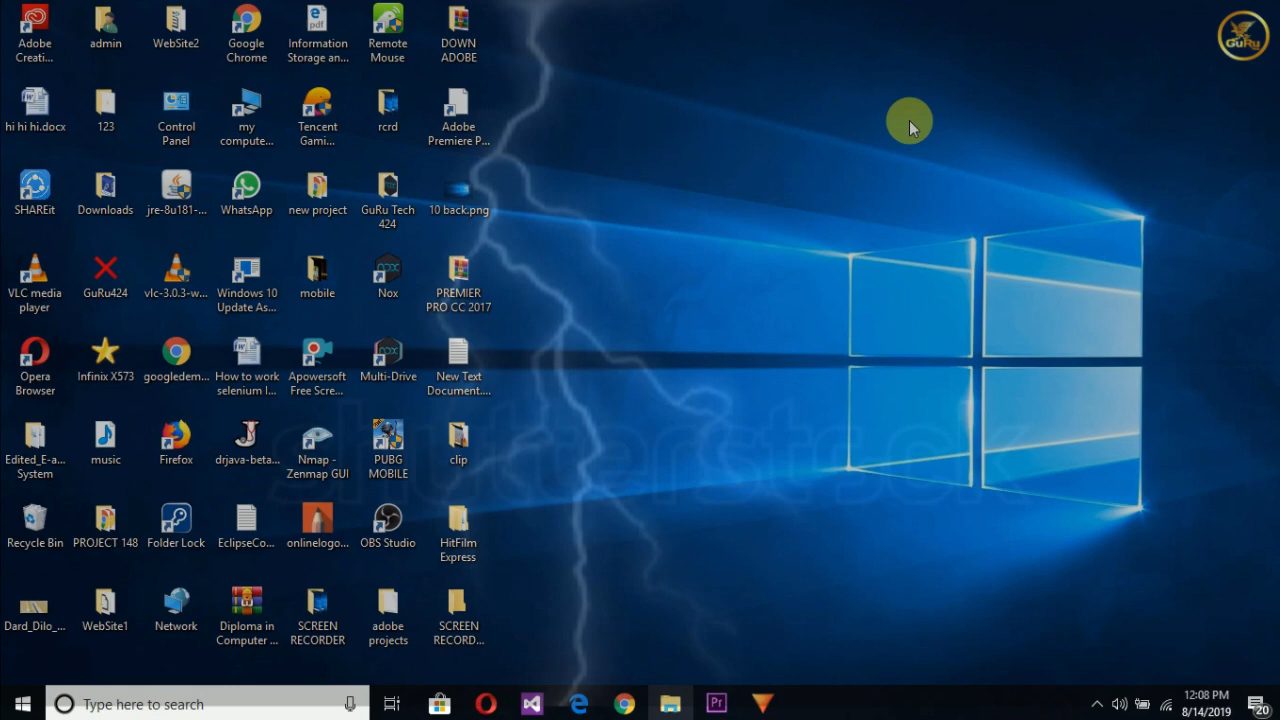 Adobe
Creati...
admin
WebSite2
Google
Chrome
pdf
Information
Storage an...
Remote
Mouse
DOWN
ADOBE
GuRu
hi hi hi.docx
123
Control
Panel
my
compute...
Tencent
Gami...
rcrd
Adobe
Premiere P...
SHAREit
Downloads
jre-8u181-...
WhatsApp
new project
GuRu Tech
424
10 back.png
VLC media
player
GuRu424
vlc-3.0.3-w...
Windows 10
Update As...
mobile
nox
Nox
PREMIER
PRO CC 2017
Opera
Browser
Infinix X573
googledem...
How to work
selenium I...
Apowersoft
Free Scre...
nox
Multi-Drive
New Text
Document....
Edited_E-a...
System
music
Firefox
drjava-beta...
Nmap -
Zenmap GUI
PUBG
MOBILE
clip
shutterstock
Recycle Bin
PROJECT 148
Folder Lock
EclipseCo...
onlinelogo...
OBS Studio
HitFilm
Express
Dard_Dilo_...
WebSite1
Network
Diploma in
Computer ...
SCREEN
RECORDER
adobe
projects
SCREEN
RECORD...
Type here to search
Pr
12:08 PM
8/14/2019
20